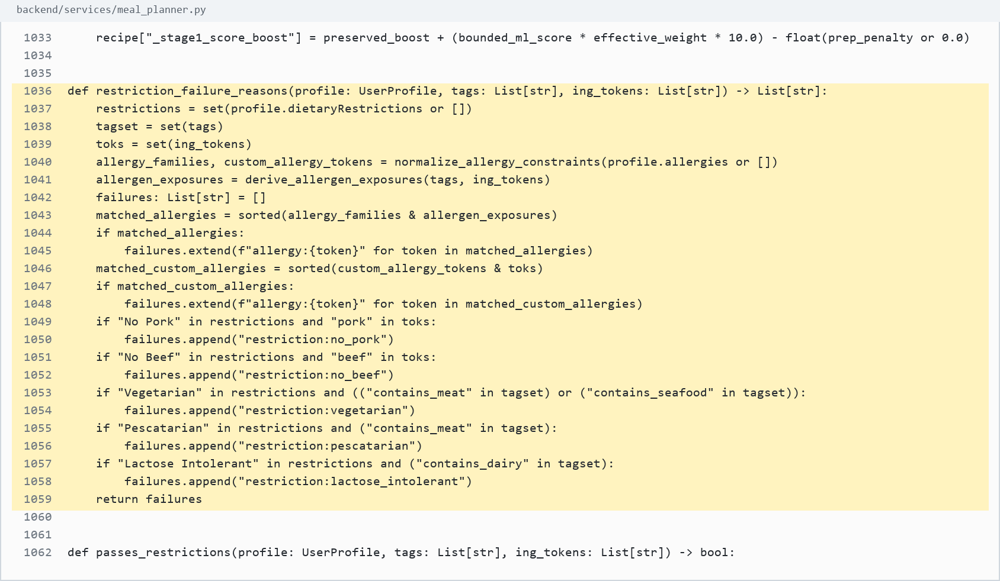 backend/services/meal_planner.py
1033     recipe["_stage1_score_boost"] = preserved_boost + (bounded_ml_score * effective_weight * 10.0) - float(prep_penalty or 0.0)
1034
1035
1036 def restriction_failure_reasons(profile: UserProfile, tags: List[str], ing_tokens: List[str]) -> List[str]:
1037     restrictions = set(profile.dietaryRestrictions or [])
1038     tagset = set(tags)
1039     toks = set(ing_tokens)
1040     allergy_families, custom_allergy_tokens = normalize_allergy_constraints(profile.allergies or [])
1041     allergen_exposures = derive_allergen_exposures(tags, ing_tokens)
1042     failures: List[str] = []
1043     matched_allergies = sorted(allergy_families & allergen_exposures)
1044     if matched_allergies:
1045         failures.extend(f"allergy:{token}" for token in matched_allergies)
1046     matched_custom_allergies = sorted(custom_allergy_tokens & toks)
1047     if matched_custom_allergies:
1048         failures.extend(f"allergy:{token}" for token in matched_custom_allergies)
1049     if "No Pork" in restrictions and "pork" in toks:
1050         failures.append("restriction:no_pork")
1051     if "No Beef" in restrictions and "beef" in toks:
1052         failures.append("restriction:no_beef")
1053     if "Vegetarian" in restrictions and (("contains_meat" in tagset) or ("contains_seafood" in tagset)):
1054         failures.append("restriction:vegetarian")
1055     if "Pescatarian" in restrictions and ("contains_meat" in tagset):
1056         failures.append("restriction:pescatarian")
1057     if "Lactose Intolerant" in restrictions and ("contains_dairy" in tagset):
1058         failures.append("restriction:lactose_intolerant")
1059     return failures
1060
1061
1062 def passes_restrictions(profile: UserProfile, tags: List[str], ing_tokens: List[str]) -> bool: